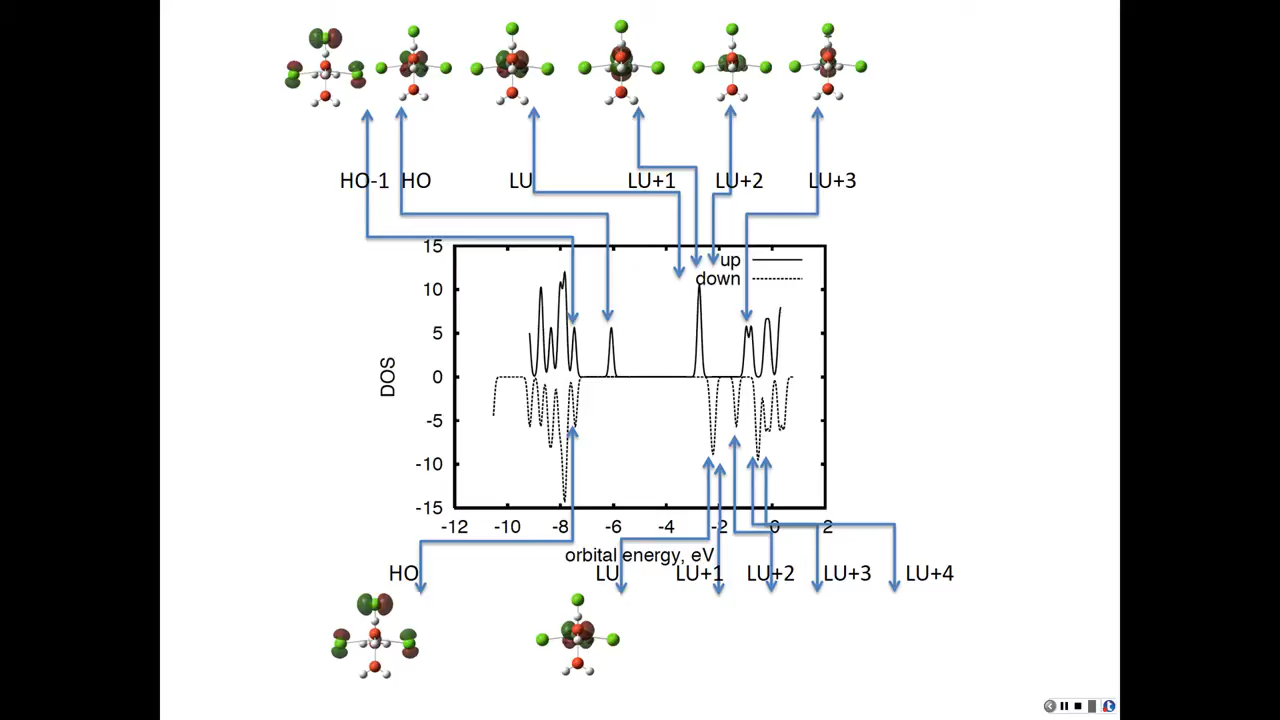 HO-1 HO LU LU+1 LU+2 LU+3
15
up
down
10
5
0
-5
-10
-15
DOS
-12 -10 -8 -6 -4 -2 0 2
orbital energy, eV
HO LU LU+1 LU+2 LU+3 LU+4